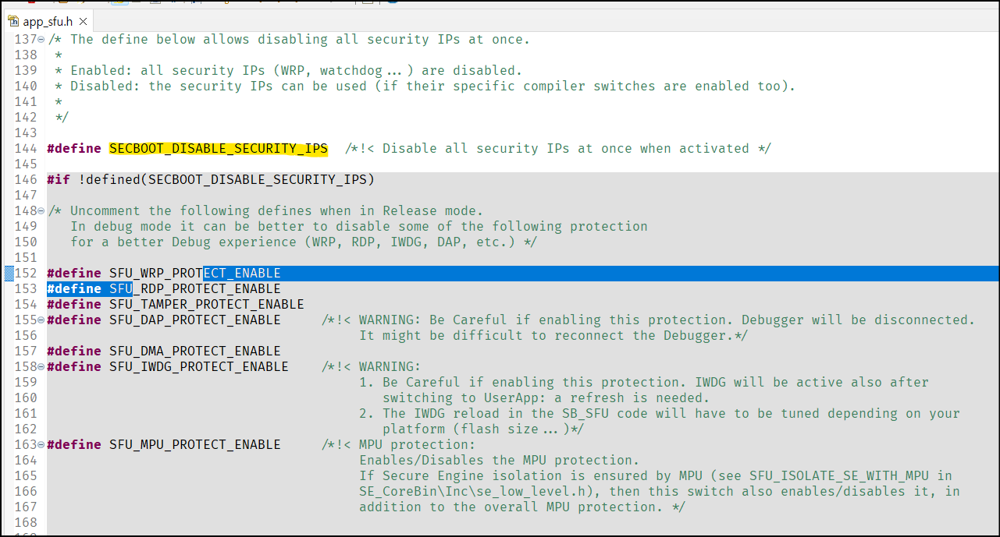 app_sfu.h
137 /* The define below allows disabling all security IPs at once.
138 *
139 * Enabled: all security IPs (WRP, watchdog...) are disabled.
140 * Disabled: the security IPs can be used (if their specific compiler switches are enabled too).
141 *
142 */
143
144 #define SECBOOT_DISABLE_SECURITY_IPS /*!< Disable all security IPs at once when activated */
145
146 #if !defined(SECBOOT_DISABLE_SECURITY_IPS)
147
148 /* Uncomment the following defines when in Release mode.
149 In debug mode it can be better to disable some of the following protection
150 for a better Debug experience (WRP, RDP, IWDG, DAP, etc.) */
151
152 #define SFU_WRP_PROTECT_ENABLE
153 #define SFU_RDP_PROTECT_ENABLE
154 #define SFU_TAMPER_PROTECT_ENABLE
155 #define SFU_DAP_PROTECT_ENABLE /*!< WARNING: Be Careful if enabling this protection. Debugger will be disconnected.
156 It might be difficult to reconnect the Debugger.*/
157 #define SFU_DMA_PROTECT_ENABLE
158 #define SFU_IWDG_PROTECT_ENABLE /*!< WARNING:
159 1. Be Careful if enabling this protection. IWDG will be active also after
160 switching to UserApp: a refresh is needed.
161 2. The IWDG reload in the SB_SFU code will have to be tuned depending on your
162 platform (flash size...)*/
163 #define SFU_MPU_PROTECT_ENABLE /*!< MPU protection:
164 Enables/Disables the MPU protection.
165 If Secure Engine isolation is ensured by MPU (see SFU_ISOLATE_SE_WITH_MPU in
166 SE_CoreBin\Inc\se_low_level.h), then this switch also enables/disables it, in
167 addition to the overall MPU protection. */
168